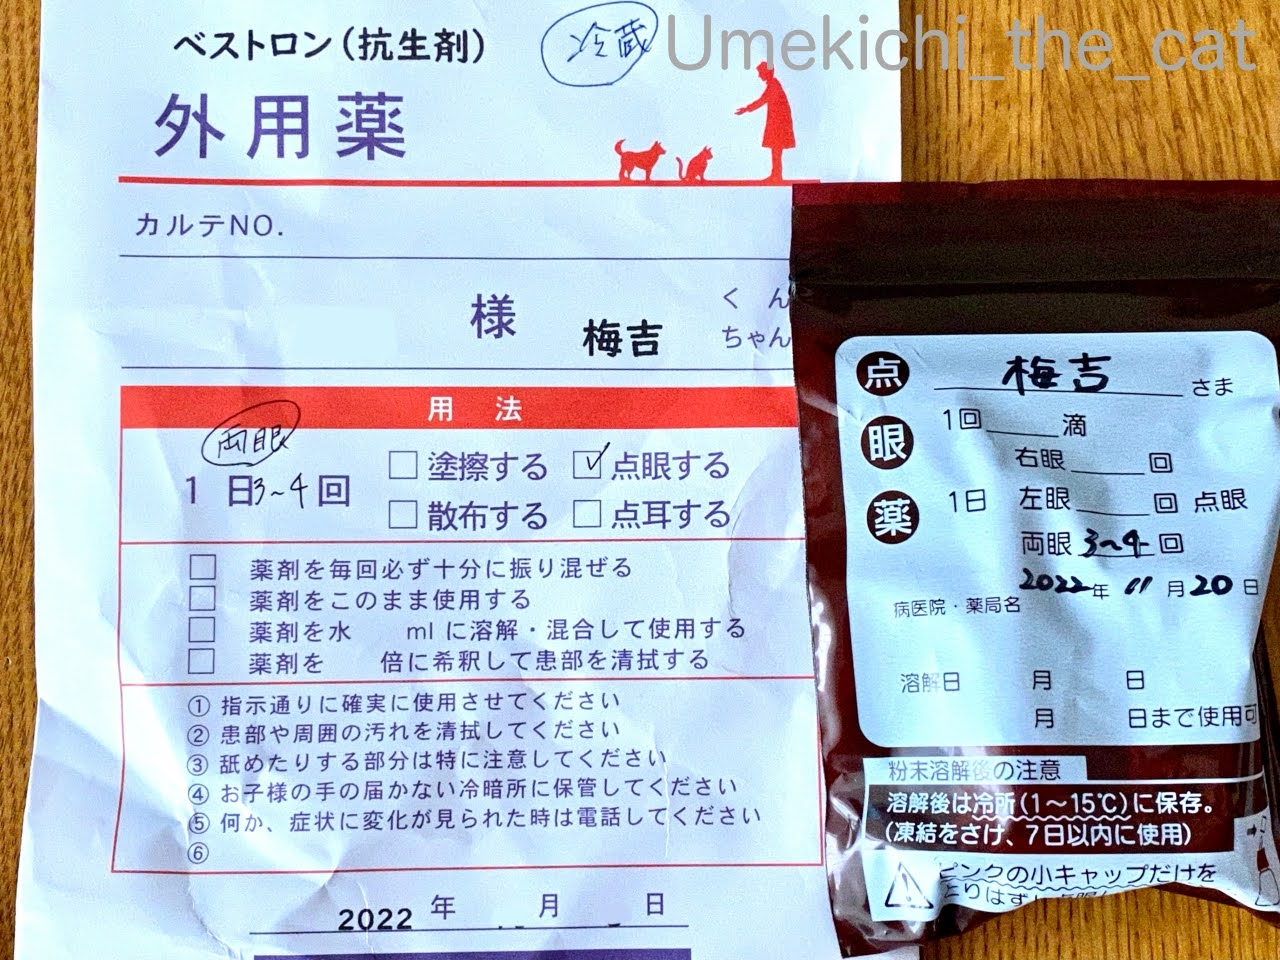 Umekichi_the_cat
ベストロン(抗生剤)
冷蔵
外用薬
カルテNO.
様 梅吉 くん
ちゃん
用法
両眼
1日3~4回
塗擦する ✓点眼する
散布する 点耳する
薬剤を毎回必ず十分に振り混ぜる
薬剤をこのまま使用する
薬剤を水 ml に溶解・混合して使用する
薬剤を 倍に希釈して患部を清拭する
① 指示通りに確実に使用させてください
② 患部や周囲の汚れを清拭してください
③ 舐めたりする部分は特に注意してください
④ お子様の手の届かない冷暗所に保管してください
⑤ 何か、症状に変化が見られた時は電話してください
⑥
2022 年 月 日
点眼薬
梅吉 さま
1回 滴
右眼 回
1日 左眼 回 点眼
両眼 3~4 回
2022年 11月20日
病医院・薬局名
溶解日 月 日
月 日まで使用可
粉末溶解後の注意
溶解後は冷所(1~15℃)に保存。
(凍結をさけ、7日以内に使用)
ピンクの小キャップだけを
とりはずし